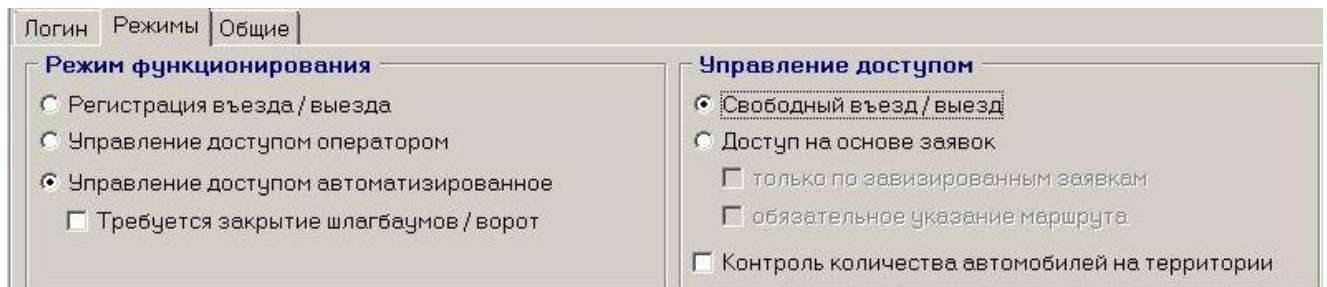 Логин Режимы Общие
Режим функционирования
Регистрация въезда / выезда
Управление доступом оператором
Управление доступом автоматизированное
Требуется закрытие шлагбаумов / ворот
Управление доступом
Свободный въезд / выезд
Доступ на основе заявок
только по завизированным заявкам
обязательное указание маршрута
Контроль количества автомобилей на территории